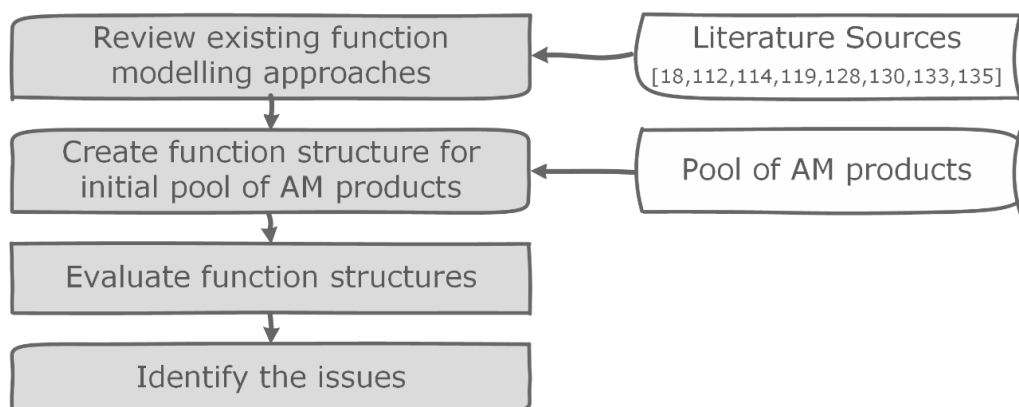 Review existing function
modelling approaches
Literature Sources
[18,112,114,119,128,130,133,135]
Create function structure for
initial pool of AM products
Pool of AM products
Evaluate function structures
Identify the issues